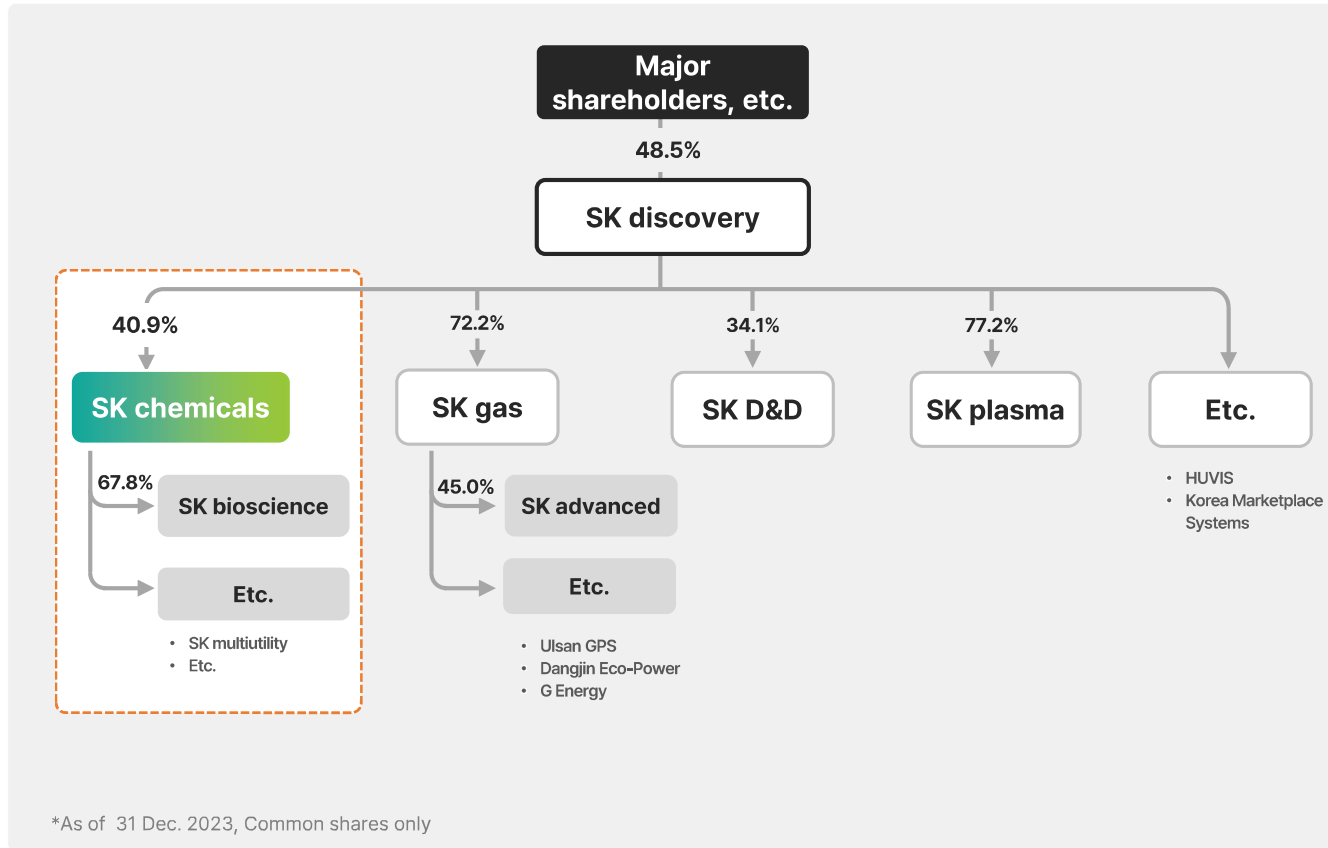 Major
shareholders, etc.
48.5%
SK discovery
40.9%
72.2%
34.1%
77.2%
SK chemicals
SK gas
SK D&D
SK plasma
Etc.
67.8%
SK bioscience
Etc.
• SK multiutility
• Etc.
45.0%
SK advanced
Etc.
• Ulsan GPS
• Dangjin Eco-Power
• G Energy
• HUVIS
• Korea Marketplace
Systems
*As of 31 Dec. 2023, Common shares only